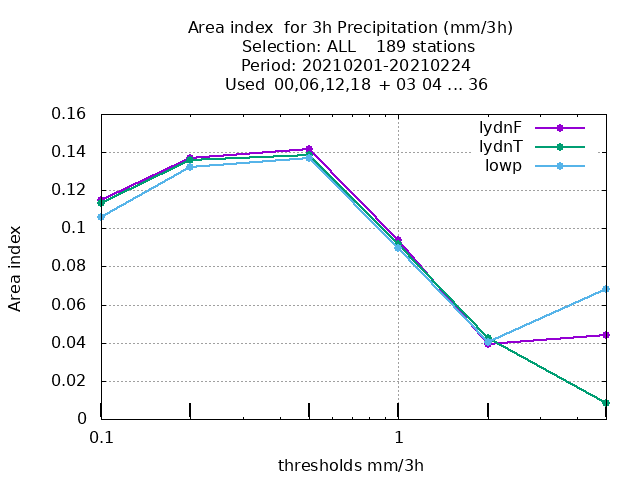 Area index  for 3h Precipitation (mm/3h)
Selection: ALL    189 stations
Period: 20210201-20210224
Used  00,06,12,18  + 03 04 ... 36
lydnF
lydnT
lowp
0.16
0.14
0.12
0.1
0.08
0.06
0.04
0.02
0
Area index
0.1
1
thresholds mm/3h